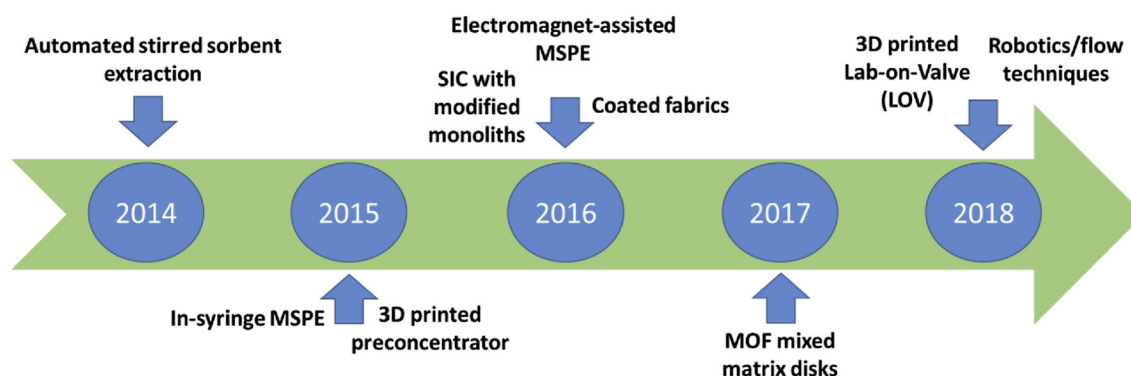 Automated stirred sorbent
extraction
Electromagnet-assisted
MSPE
SIC with
modified
monoliths
Coated fabrics
3D printed
Lab-on-Valve
(LOV)
Robotics/flow
techniques
2014
2015
2016
2017
2018
In-syringe MSPE
3D printed
preconcentrator
MOF mixed
matrix disks